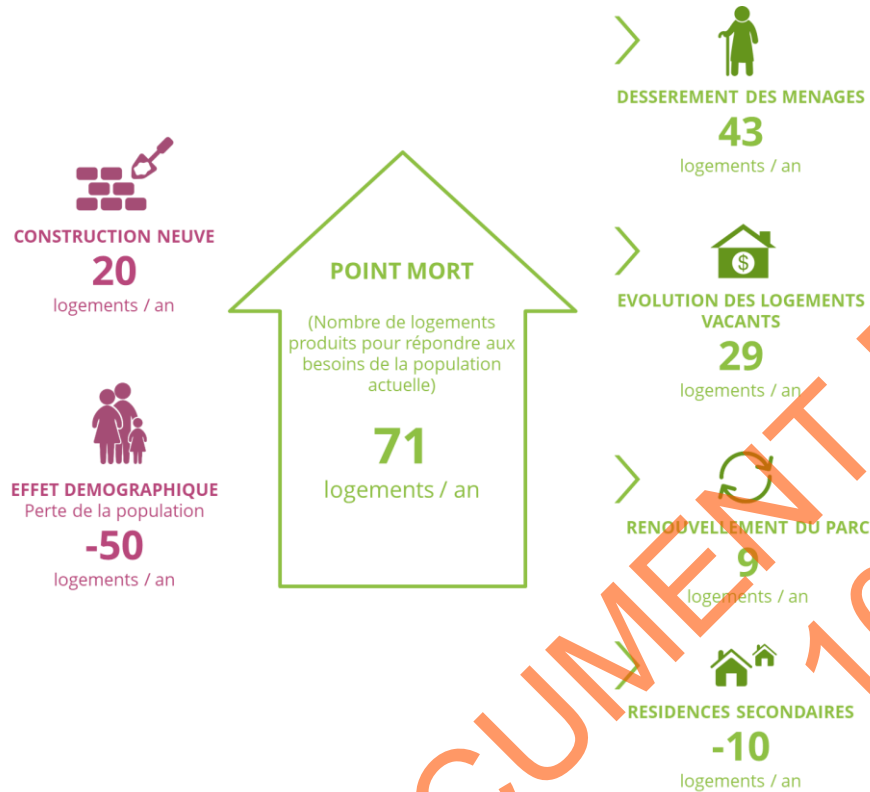 CONSTRUCTION NEUVE
20
logements / an
EFFET DEMOGRAPHIQUE
Perte de la population
-50
logements / an
POINT MORT
(Nombre de logements
produits pour répondre aux
besoins de la population
actuelle)
71
logements / an
DESSEREMENT DES MENAGES
43
logements / an
EVOLUTION DES LOGEMENTS
VACANTS
$
29
logements / an
RENOUVELLEMENT DU PARC
9
logements / an
RESIDENCES SECONDAIRES
-10
logements / an
CUMENT